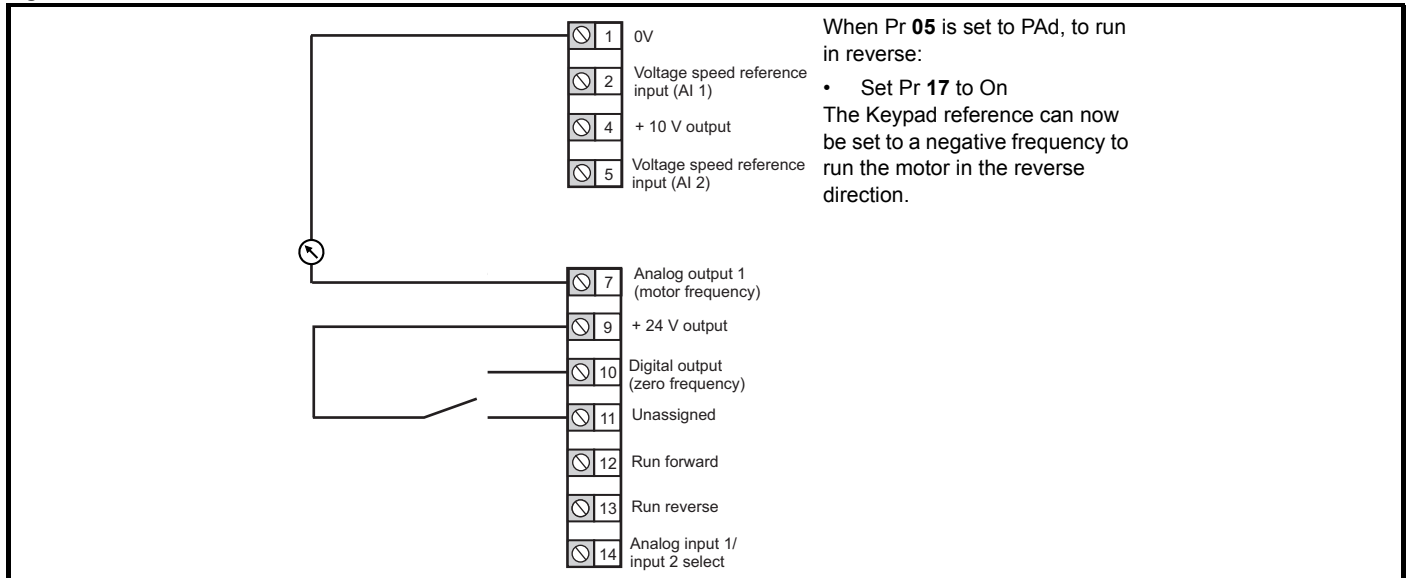 1 0V
2 Voltage speed reference
input (AI 1)
4 + 10 V output
5 Voltage speed reference
input (AI 2)
When Pr 05 is set to PAd, to run
in reverse:
• Set Pr 17 to On
The Keypad reference can now
be set to a negative frequency to
run the motor in the reverse
direction.
7 Analog output 1
(motor frequency)
9 + 24 V output
10 Digital output
(zero frequency)
11 Unassigned
12 Run forward
13 Run reverse
14 Analog input 1/
input 2 select